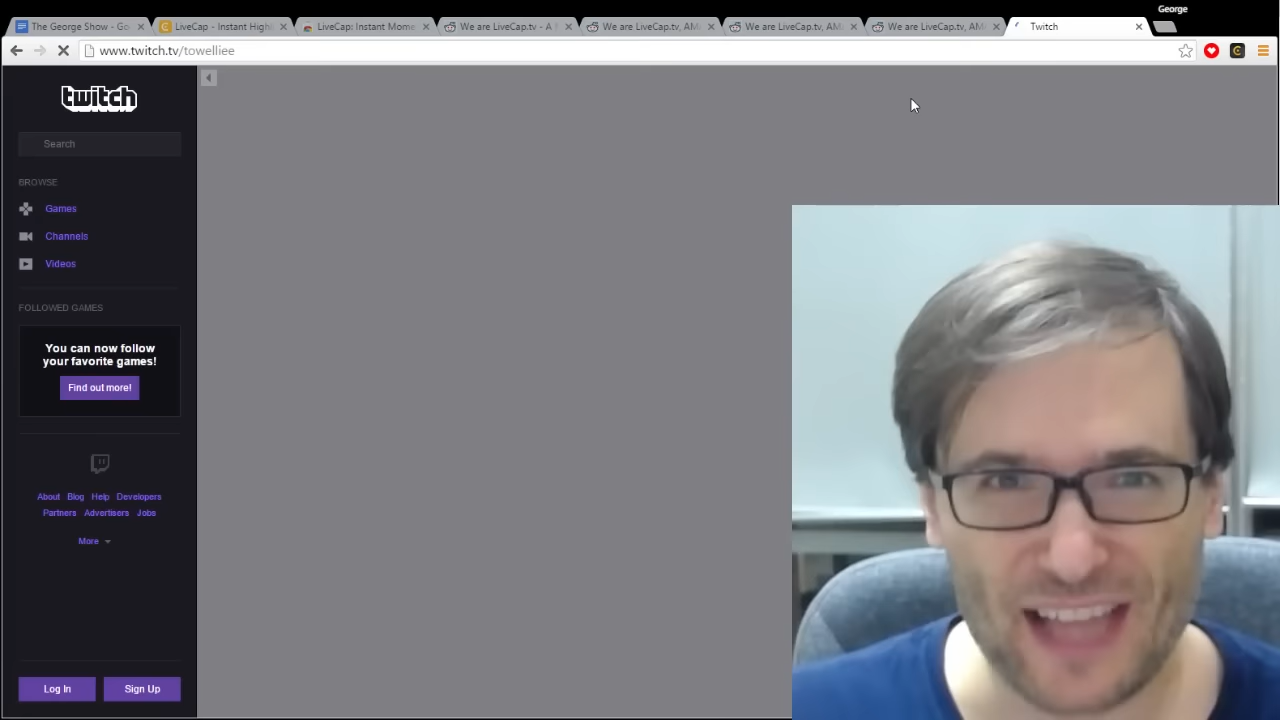 George
The George Show - Go
LiveCap - Instant High
LiveCap: Instant Mome
We are LiveCap.tv - A
We are LiveCap.tv, AM
We are LiveCap.tv, AM
We are LiveCap.tv, AM
Twitch
www.twitch.tv/towelliee
twitch
Search
BROWSE
Games
Channels
Videos
FOLLOWED GAMES
You can now follow
your favorite games!
Find out more!
About Blog Help Developers
Partners Advertisers Jobs
More
Log In
Sign Up